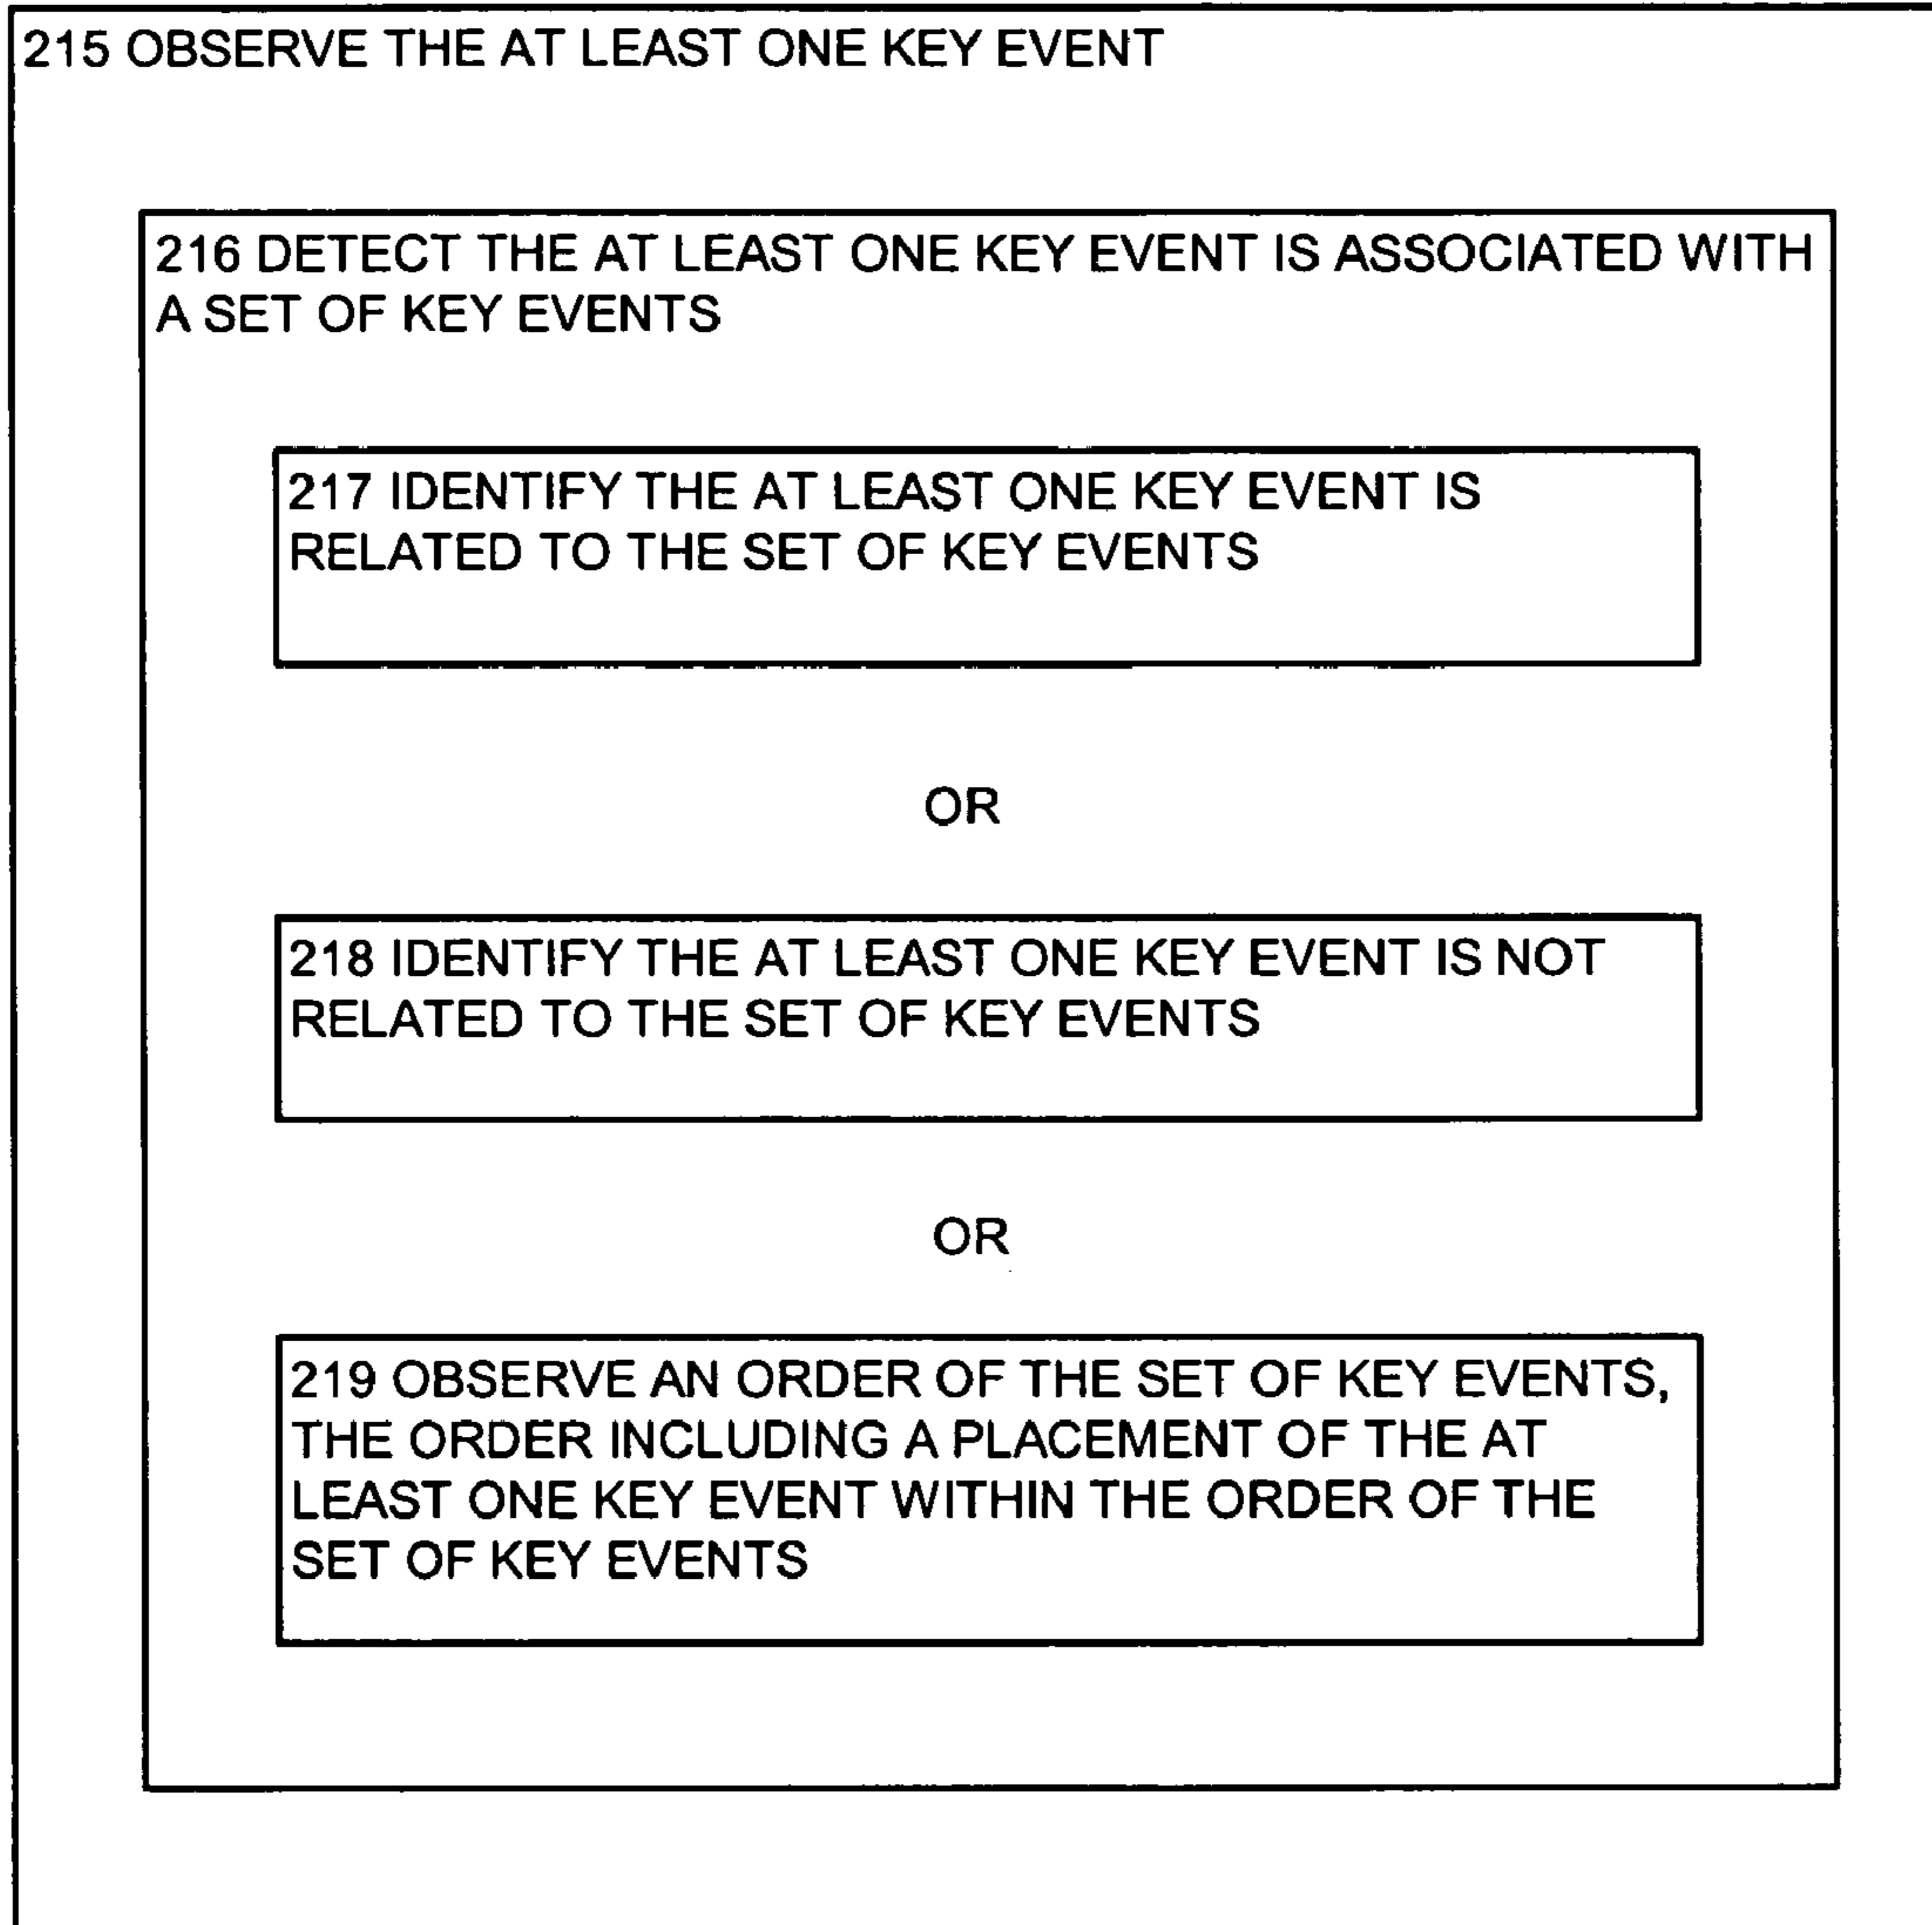 215 OBSERVE THE AT LEAST ONE KEY EVENT
216 DETECT THE AT LEAST ONE KEY EVENT IS ASSOCIATED WITH
A SET OF KEY EVENTS
217 IDENTIFY THE AT LEAST ONE KEY EVENT IS
RELATED TO THE SET OF KEY EVENTS
OR
218 IDENTIFY THE AT LEAST ONE KEY EVENT IS NOT
RELATED TO THE SET OF KEY EVENTS
OR
219 OBSERVE AN ORDER OF THE SET OF KEY EVENTS,
THE ORDER INCLUDING A PLACEMENT OF THE AT
LEAST ONE KEY EVENT WITHIN THE ORDER OF THE
SET OF KEY EVENTS